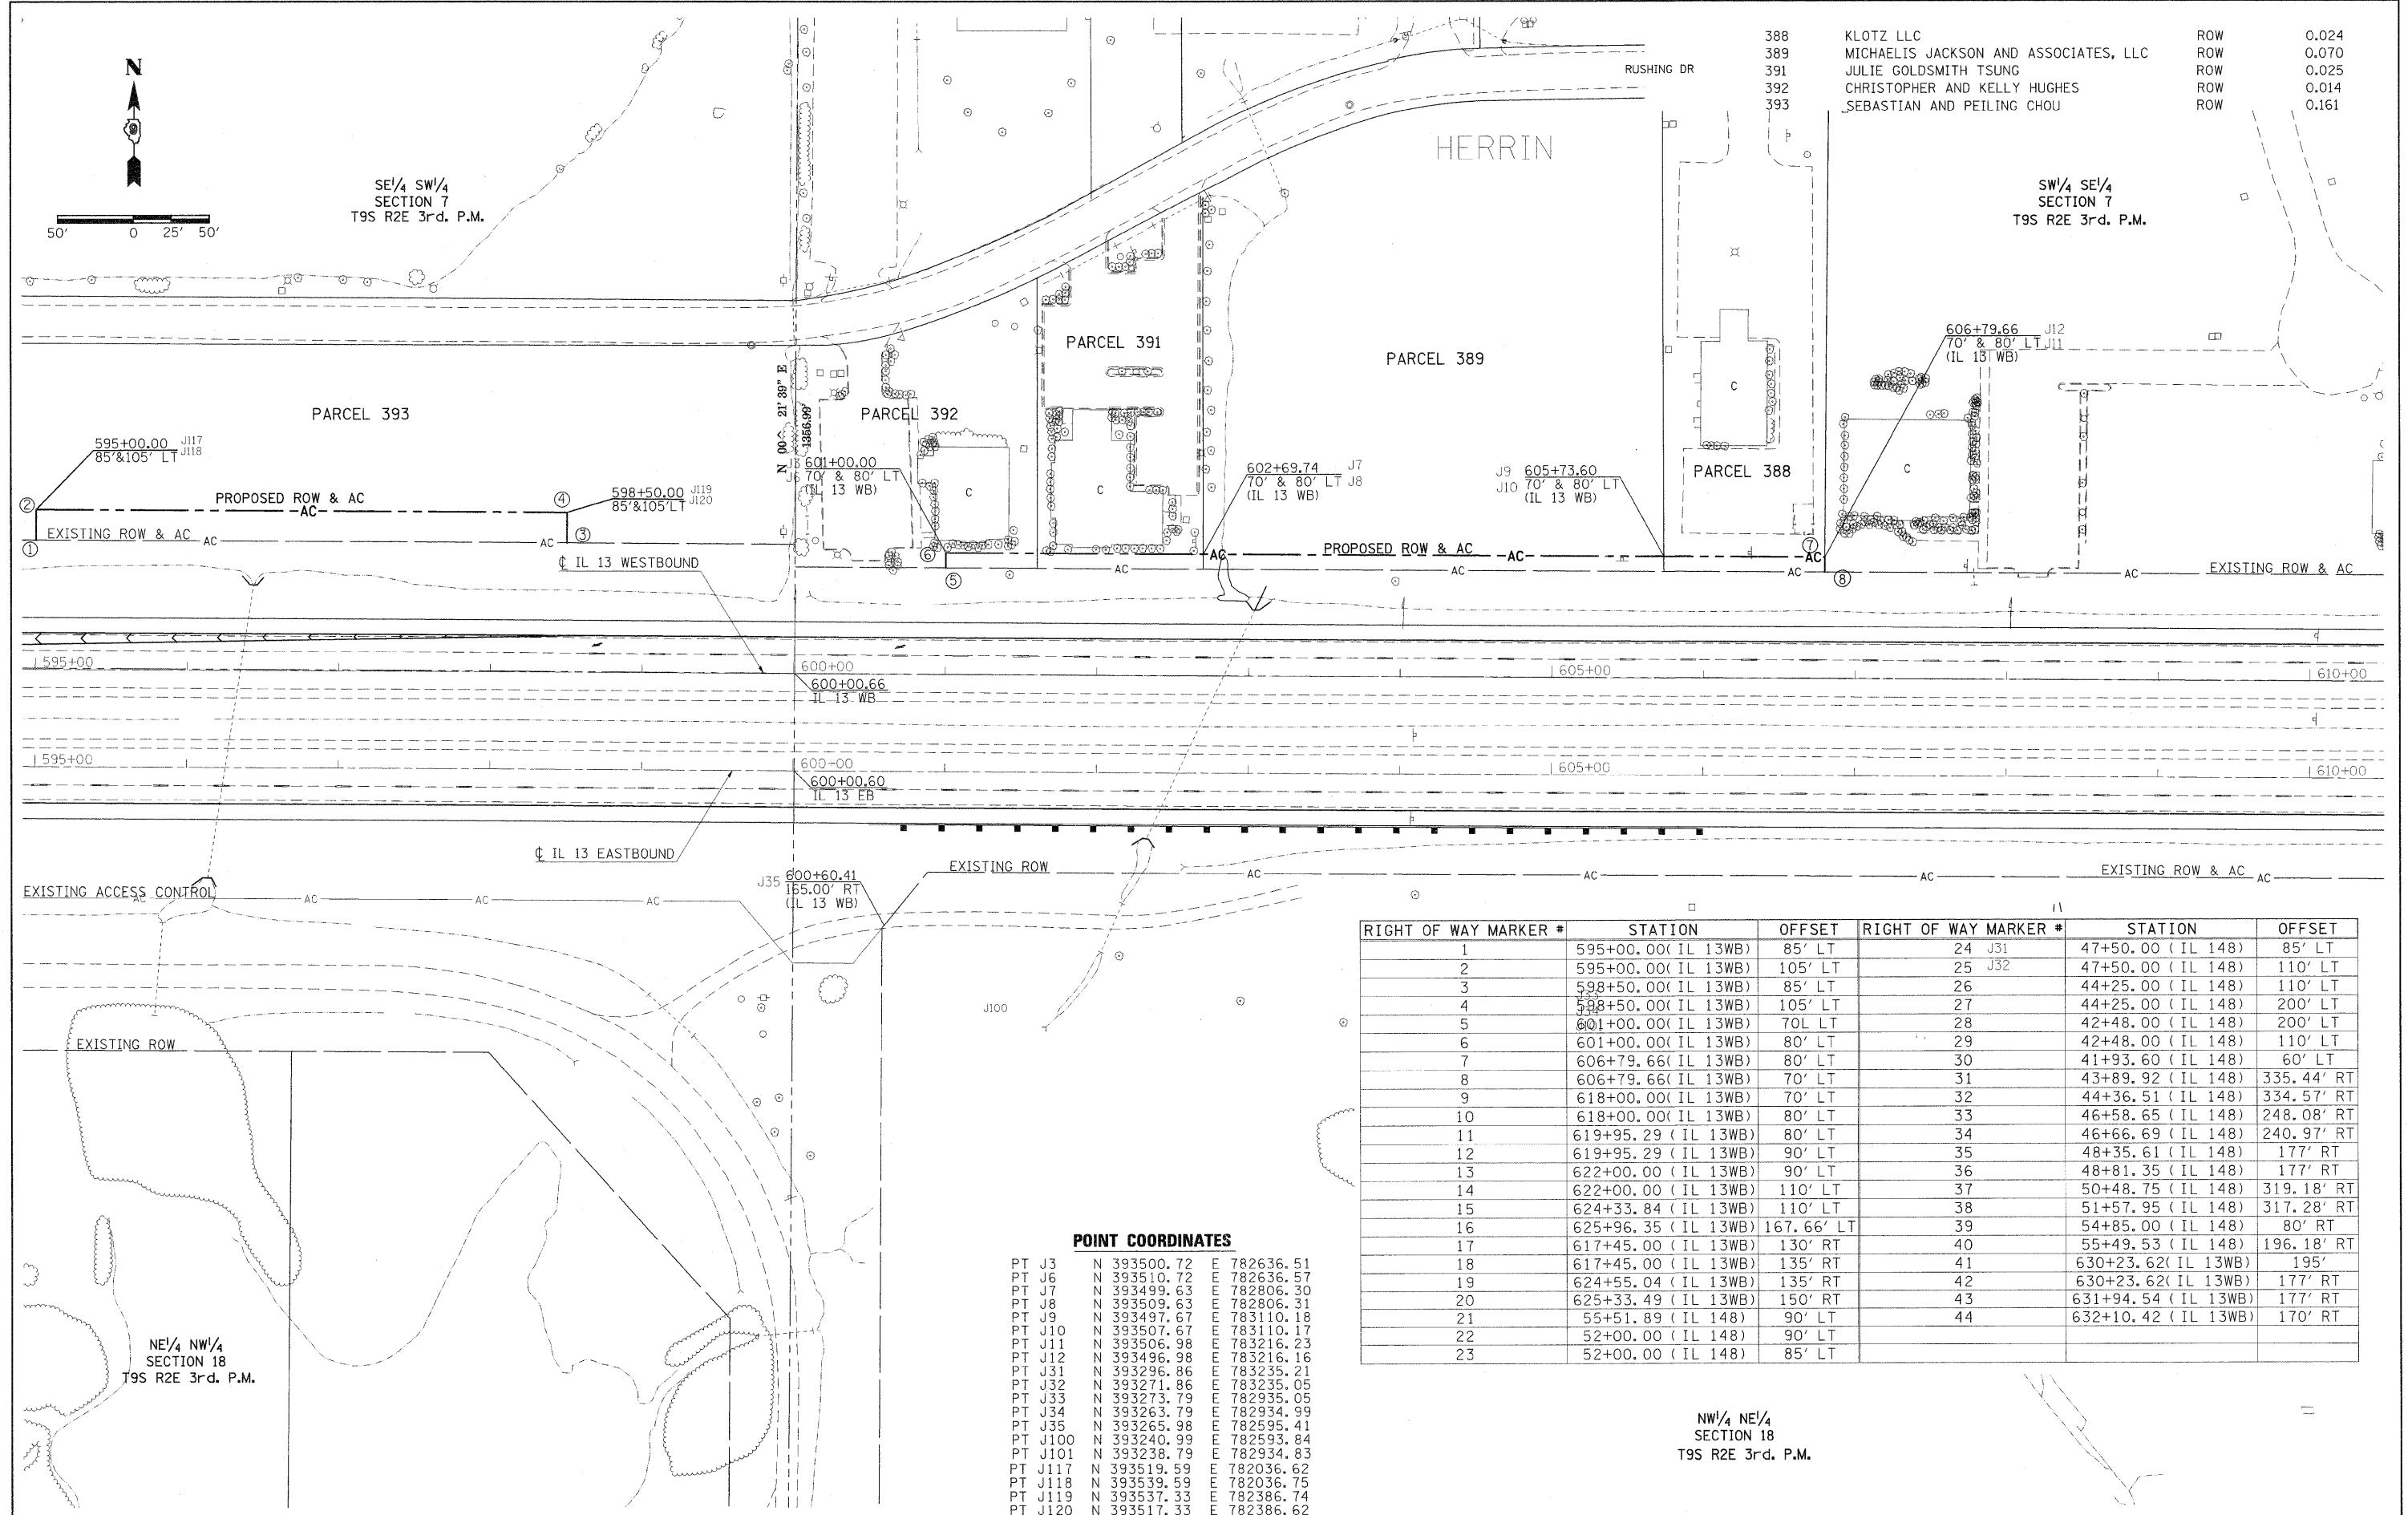 388 KLOTZ LLC ROW 0.024
389 MICHAELIS JACKSON AND ASSOCIATES, LLC ROW 0.070
391 JULIE GOLDSMITH TSUNG ROW 0.025
392 CHRISTOPHER AND KELLY HUGHES ROW 0.014
393 SEBASTIAN AND PEILING CHOU ROW 0.161
RUSHING DR
HERRIN
N
50' 0 25' 50'
SE1/4 SW1/4
SECTION 7
T9S R2E 3rd. P.M.
SW1/4 SE1/4
SECTION 7
T9S R2E 3rd. P.M.
PARCEL 393
PARCEL 392
PARCEL 391
PARCEL 389
PARCEL 388
N 00° 21' 39" E
1356.99'
606+79.66 J12
70' & 80' LT J11
(IL 13 WB)
595+00.00 J117
85'&105' LT J118
598+50.00 J119
85'&105'LT J120
601+00.00
J6 70' & 80' LT
(IL 13 WB)
602+69.74 J7
70' & 80' LT J8
(IL 13 WB)
J9 605+73.60
J10 70' & 80' LT
(IL 13 WB)
C
C
C
C
2
4
PROPOSED ROW & AC
AC
1
EXISTING ROW & AC
AC
AC
3
6
5
AC
PROPOSED ROW & AC
AC
7
AC
8
AC
AC
AC
AC
EXISTING ROW & AC
℄ IL 13 WESTBOUND
595+00
600+00
605+00
610+00
600+00.66
IL 13 WB
595+00
600+00
605+00
610+00
600+00.60
IL 13 EB
℄ IL 13 EASTBOUND
J35 600+60.41
165.00' RT
(IL 13 WB)
EXISTING ROW
AC
AC
AC
EXISTING ROW & AC
AC
EXISTING ACCESS CONTROL
AC
AC
AC
AC
J100
EXISTING ROW
RIGHT OF WAY MARKER # STATION OFFSET RIGHT OF WAY MARKER # STATION OFFSET
1 595+00.00( IL 13WB) 85' LT 24 J31 47+50.00 ( IL 148) 85' LT
2 595+00.00( IL 13WB) 105' LT 25 J32 47+50.00 ( IL 148) 110' LT
3 598+50.00( IL 13WB) 85' LT 26 44+25.00 ( IL 148) 110' LT
4 598+50.00( IL 13WB) 105' LT 27 44+25.00 ( IL 148) 200' LT
5 601+00.00( IL 13WB) 70L LT 28 42+48.00 ( IL 148) 200' LT
6 601+00.00( IL 13WB) 80' LT 29 42+48.00 ( IL 148) 110' LT
7 606+79.66( IL 13WB) 80' LT 30 41+93.60 ( IL 148) 60' LT
8 606+79.66( IL 13WB) 70' LT 31 43+89.92 ( IL 148) 335.44' RT
9 618+00.00( IL 13WB) 70' LT 32 44+36.51 ( IL 148) 334.57' RT
10 618+00.00( IL 13WB) 80' LT 33 46+58.65 ( IL 148) 248.08' RT
11 619+95.29 ( IL 13WB) 80' LT 34 46+66.69 ( IL 148) 240.97' RT
12 619+95.29 ( IL 13WB) 90' LT 35 48+35.61 ( IL 148) 177' RT
13 622+00.00 ( IL 13WB) 90' LT 36 48+81.35 ( IL 148) 177' RT
14 622+00.00 ( IL 13WB) 110' LT 37 50+48.75 ( IL 148) 319.18' RT
15 624+33.84 ( IL 13WB) 110' LT 38 51+57.95 ( IL 148) 317.28' RT
16 625+96.35 ( IL 13WB) 167.66' LT 39 54+85.00 ( IL 148) 80' RT
17 617+45.00 ( IL 13WB) 130' RT 40 55+49.53 ( IL 148) 196.18' RT
18 617+45.00 ( IL 13WB) 135' RT 41 630+23.62( IL 13WB) 195'
19 624+55.04 ( IL 13WB) 135' RT 42 630+23.62( IL 13WB) 177' RT
20 625+33.49 ( IL 13WB) 150' RT 43 631+94.54 ( IL 13WB) 177' RT
21 55+51.89 ( IL 148) 90' LT 44 632+10.42 ( IL 13WB) 170' RT
22 52+00.00 ( IL 148) 90' LT
23 52+00.00 ( IL 148) 85' LT
POINT COORDINATES
PT J3 N 393500.72 E 782636.51
PT J6 N 393510.72 E 782636.57
PT J7 N 393499.63 E 782806.30
PT J8 N 393509.63 E 782806.31
PT J9 N 393497.67 E 783110.18
PT J10 N 393507.67 E 783110.17
PT J11 N 393506.98 E 783216.23
PT J12 N 393496.98 E 783216.16
PT J31 N 393296.86 E 783235.21
PT J32 N 393271.86 E 783235.05
PT J33 N 393273.79 E 782935.05
PT J34 N 393263.79 E 782934.99
PT J35 N 393265.98 E 782595.41
PT J100 N 393240.99 E 782593.84
PT J101 N 393238.79 E 782934.83
PT J117 N 393519.59 E 782036.62
PT J118 N 393539.59 E 782036.75
PT J119 N 393537.33 E 782386.74
PT J120 N 393517.33 E 782386.62
NE1/4 NW1/4
SECTION 18
T9S R2E 3rd. P.M.
NW1/4 NE1/4
SECTION 18
T9S R2E 3rd. P.M.